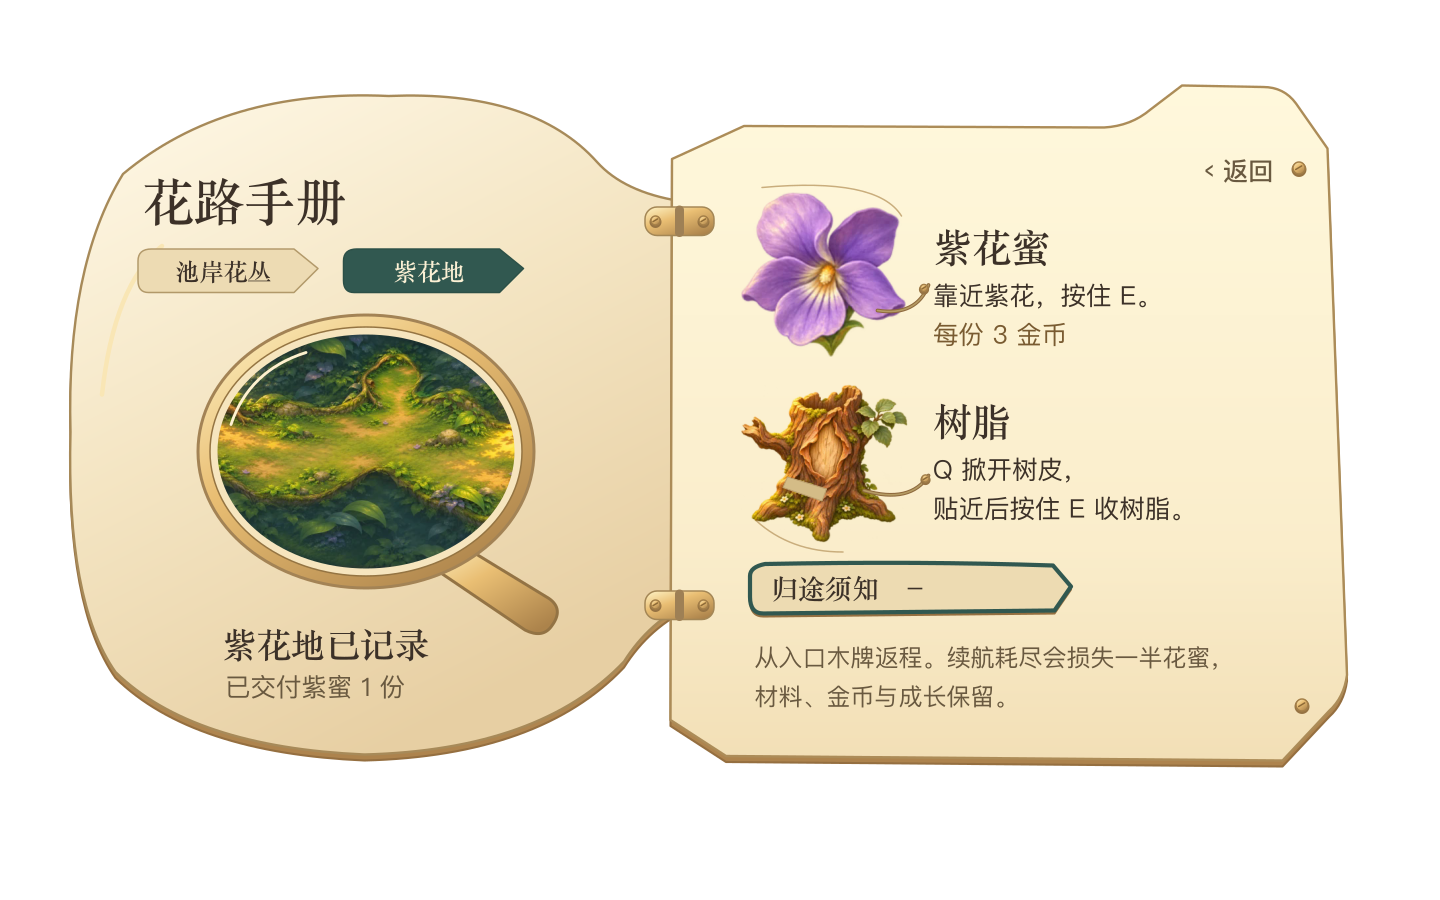 花路手册
池岸花丛
紫花地
紫花地已记录
已交付紫蜜 1 份
‹ 返回
紫花蜜
靠近紫花，按住 E。
每份 3 金币
树脂
Q 掀开树皮，
贴近后按住 E 收树脂。
归途须知 –
从入口木牌返程。续航耗尽会损失一半花蜜，
材料、金币与成长保留。